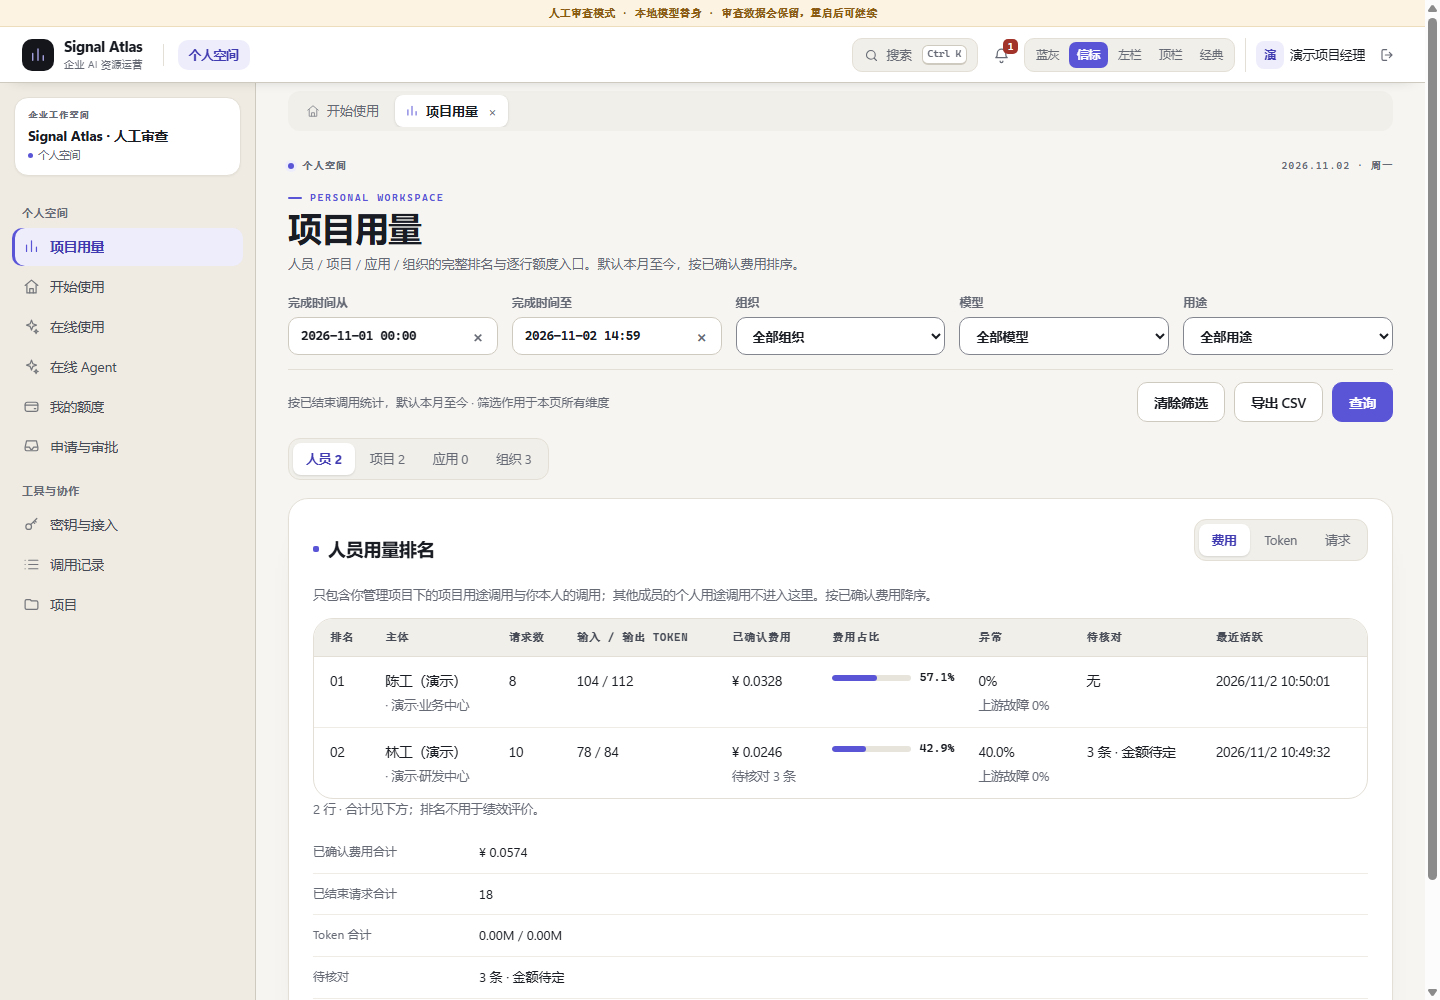 人工审查模式 · 本地模型替身 · 审查数据会保留，重启后可继续
Signal Atlas
企业 AI 资源运营
个人空间
搜索 Ctrl K
1
蓝灰 信标 左栏 顶栏 经典
演 演示项目经理
企业工作空间
Signal Atlas · 人工审查
个人空间
个人空间
项目用量
开始使用
在线使用
在线 Agent
我的额度
申请与审批
工具与协作
密钥与接入
调用记录
项目
开始使用 项目用量 ×
个人空间 2026.11.02 · 周一
PERSONAL WORKSPACE
项目用量
人员 / 项目 / 应用 / 组织的完整排名与逐行额度入口。默认本月至今，按已确认费用排序。
完成时间从 完成时间至 组织 模型 用途
2026-11-01 00:00 × 2026-11-02 14:59 × 全部组织 全部模型 全部用途
按已结束调用统计，默认本月至今 · 筛选作用于本页所有维度 清除筛选 导出 CSV 查询
人员 2 项目 2 应用 0 组织 3
人员用量排名 费用 Token 请求
只包含你管理项目下的项目用途调用与你本人的调用；其他成员的个人用途调用不进入这里。按已确认费用降序。
排名 主体 请求数 输入 / 输出 TOKEN 已确认费用 费用占比 异常 待核对 最近活跃
01 陈工（演示） 8 104 / 112 ¥ 0.0328 57.1% 0% 无 2026/11/2 10:50:01
· 演示·业务中心 上游故障 0%
02 林工（演示） 10 78 / 84 ¥ 0.0246 42.9% 40.0% 3 条 · 金额待定 2026/11/2 10:49:32
· 演示·研发中心 待核对 3 条 上游故障 0%
2 行 · 合计见下方；排名不用于绩效评价。
已确认费用合计 ¥ 0.0574
已结束请求合计 18
Token 合计 0.00M / 0.00M
待核对 3 条 · 金额待定